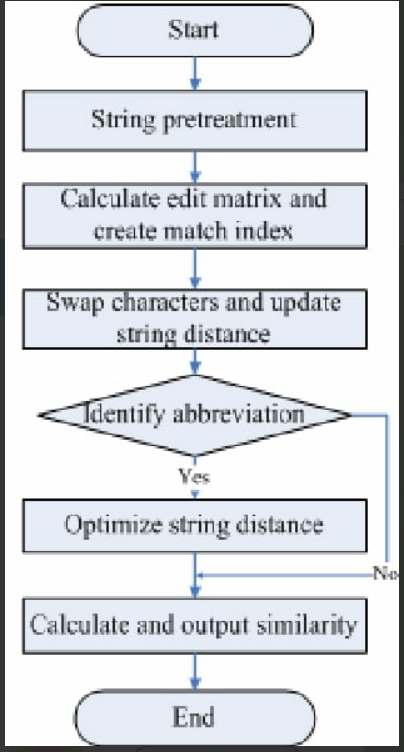 Start
String pretreatment
Calculate edit matrix and
create match index
Swap characters and update
string distance
Identify abbreviation
Yes
Optimize string distance
No
Calculate and output similarity
End